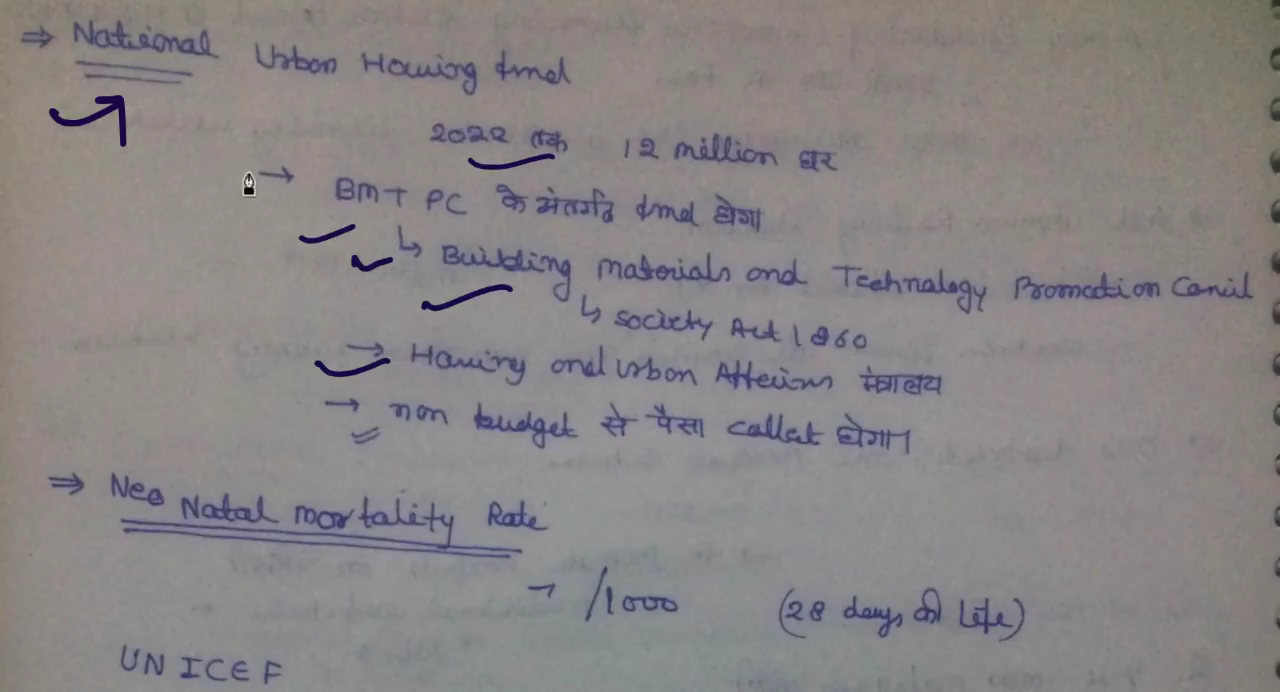 ⇒ National Urban Housing fund
2022 तक 12 million घर
→ BMTPC के अंतर्गत fund होगा
↳ Building materials and Technology Promotion Concil
↳ Society Act 1860
→ Housing and urban Affairs मंत्रालय
→ non budget से पैसा collect होगा।
⇒ Neo Natal mortality Rate
→ /1000 (28 days की Life)
UNICEF